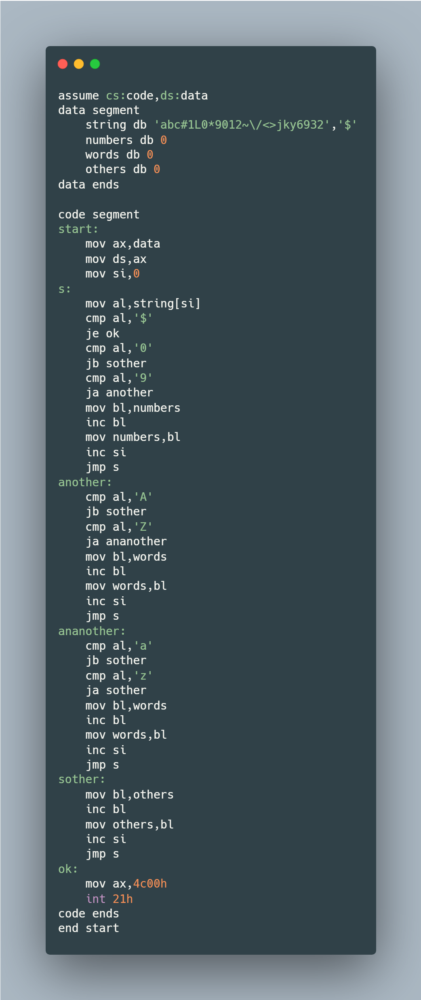 assume cs:code,ds:data
data segment
    string db 'abc#1L0*9012~\/<>jky6932','$'
    numbers db 0
    words db 0
    others db 0
data ends

code segment
start:
    mov ax,data
    mov ds,ax
    mov si,0
s:
    mov al,string[si]
    cmp al,'$'
    je ok
    cmp al,'0'
    jb sother
    cmp al,'9'
    ja another
    mov bl,numbers
    inc bl
    mov numbers,bl
    inc si
    jmp s
another:
    cmp al,'A'
    jb sother
    cmp al,'Z'
    ja ananother
    mov bl,words
    inc bl
    mov words,bl
    inc si
    jmp s
ananother:
    cmp al,'a'
    jb sother
    cmp al,'z'
    ja sother
    mov bl,words
    inc bl
    mov words,bl
    inc si
    jmp s
sother:
    mov bl,others
    inc bl
    mov others,bl
    inc si
    jmp s
ok:
    mov ax,4c00h
    int 21h
code ends
end start